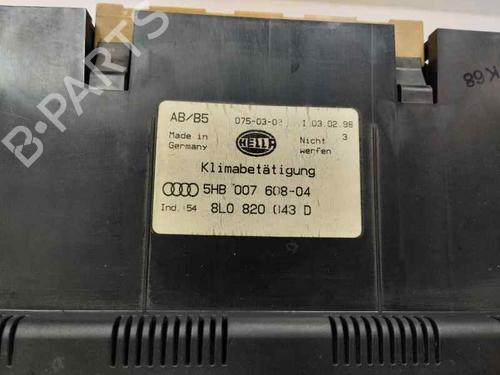 AB/B5 075-03-03 I 03.02.98
Made in Germany
HELLA
Nicht werfen
3
Klimabetätigung
5HB 007 608-04
Ind. 54 8L0 820 043 D
K68
B-PARTS